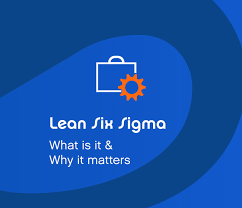 Lean Six Sigma
What is it &
Why it matters